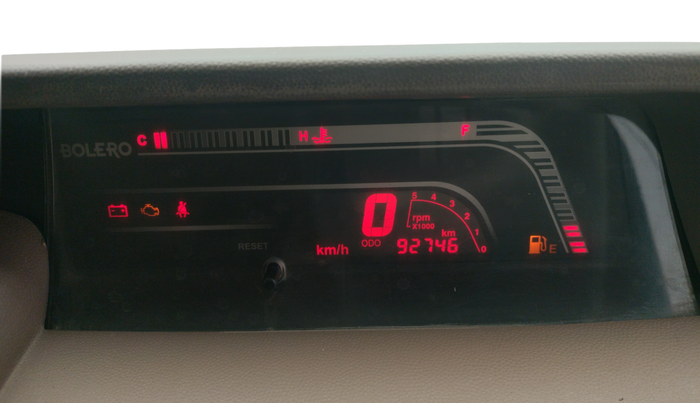 BOLERO C H F
0 5 4 3 2 1 0
rpm
X1000
RESET km/h ODO 92746 km E